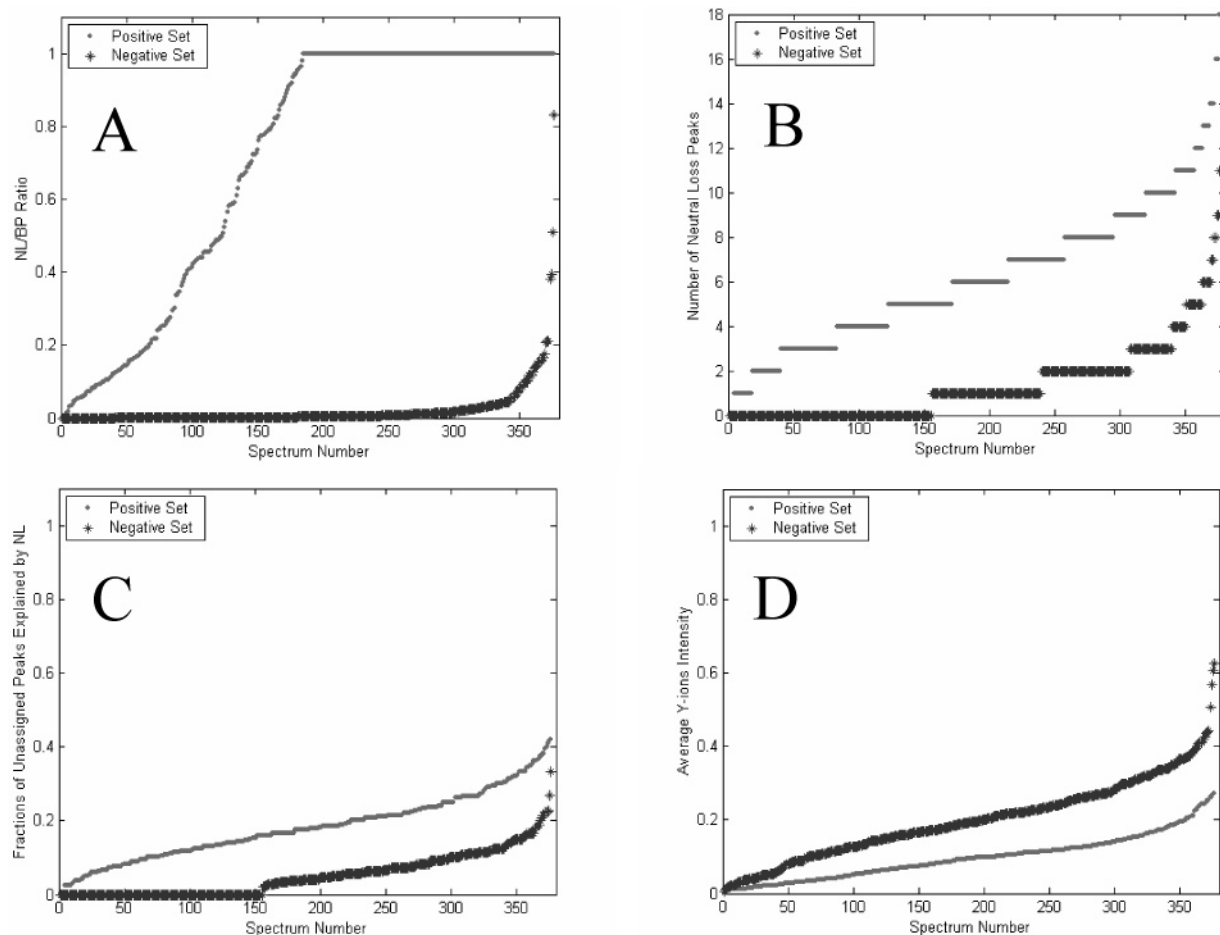 Positive Set
Negative Set
A
NL/BP Ratio
1
0.8
0.6
0.4
0.2
0
0 50 100 150 200 250 300 350
Spectrum Number
Positive Set
Negative Set
B
Number of Neutral Loss Peaks
18
16
14
12
10
8
6
4
2
0
0 50 100 150 200 250 300 350
Spectrum Number
Positive Set
Negative Set
C
Fractions of Unassigned Peaks Explained by NL
1
0.8
0.6
0.4
0.2
0
0 50 100 150 200 250 300 350
Spectrum Number
Positive Set
Negative Set
D
Average Y-ions Intensity
1
0.8
0.6
0.4
0.2
0
0 50 100 150 200 250 300 350
Spectrum Number